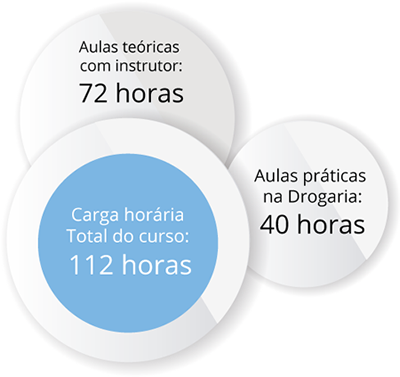 Aulas teóricas
com instrutor:
72 horas
Aulas práticas
na Drogaria:
40 horas
Carga horária
Total do curso:
112 horas